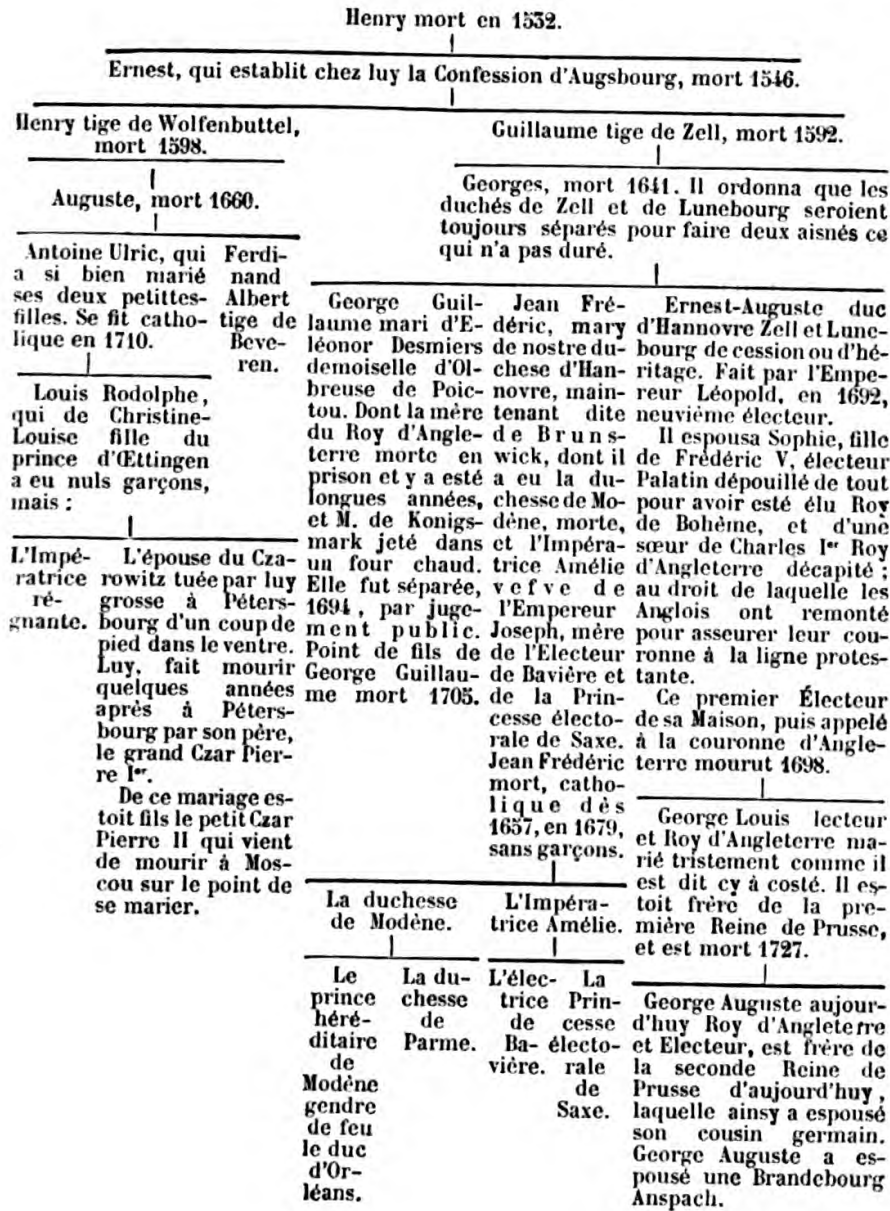 Henry mort en 1532.
Ernest, qui establit chez luy la Confession d'Augsbourg, mort 1546.
Henry tige de Wolfenbuttel,
mort 1598.
Auguste, mort 1660.
Antoine Ulric, qui
a si bien marié
ses deux petittes-
filles. Se fit catho-
lique en 1710.
Ferdi-
nand
Albert
tige de
Beve-
ren.
Louis Rodolphe,
qui de Christine-
Louise fille du
prince d'Œttingen
a eu nuls garçons,
mais :
L'Impé-
ratrice
ré-
gnante.
L'épouse du Cza-
rowitz tuée par luy
grosse à Péters-
bourg d'un coup de
pied dans le ventre.
Luy, fait mourir
quelques années
après à Péters-
bourg par son père,
le grand Czar Pier-
re Ier.
De ce mariage es-
toit fils le petit Czar
Pierre II qui vient
de mourir à Mos-
cou sur le point de
se marier.
Guillaume tige de Zell, mort 1592.
Georges, mort 1641. Il ordonna que les
duchés de Zell et de Lunebourg seroient
toujours séparés pour faire deux aisnés ce
qui n'a pas duré.
George Guil-
laume mari d'E-
léonor Desmiers
demoiselle d'Ol-
breuse de Poic-
tou. Dont la mère
du Roy d'Angle-
terre morte en
prison et y a esté
longues années,
et M. de Konigs-
mark jeté dans
un four chaud.
Elle fut séparée,
1694, par juge-
ment public.
Point de fils de
George Guillau-
me mort 1705.
Jean Fré-
déric, mary
de nostre du-
chese d'Han-
novre, main-
tenant dite
de Bruns-
wick, dont il
a eu la du-
chesse de Mo-
dène, morte,
et l'Impéra-
trice Amélie
vefve de
l'Empereur
Joseph, mère
de l'Electeur
de Bavière et
de la Prin-
cesse électo-
rale de Saxe.
Jean Frédéric
mort, catho-
lique dès
1657, en 1679,
sans garçons.
La duchesse
de Modène.
L'Impéra-
trice Amélie.
Le
prince
héré-
ditaire
de
Modène
gendre
de feu
le duc
d'Or-
léans.
La du-
chesse
de
Parme.
L'élec-
trice
de
Ba-
vière.
La
Prin-
cesse
électo-
rale
de
Saxe.
Ernest-Auguste duc
d'Hannovre Zell et Lune-
bourg de cession ou d'hé-
ritage. Fait par l'Empe-
reur Léopold, en 1692,
neuvième électeur.
Il espousa Sophie, fille
de Frédéric V, électeur
Palatin dépouillé de tout
pour avoir esté élu Roy
de Bohème, et d'une
sœur de Charles Ier Roy
d'Angleterre décapité ;
au droit de laquelle les
Anglois ont remonté
pour asseurer leur cou-
ronne à la ligne protes-
tante.
Ce premier Électeur
de sa Maison, puis appelé
à la couronne d'Angle-
terre mourut 1698.
George Louis lecteur
et Roy d'Angleterre ma-
rié tristement comme il
est dit cy à costé. Il es-
toit frère de la pre-
mière Reine de Prusse,
et est mort 1727.
George Auguste aujour-
d'huy Roy d'Angleterre
et Electeur, est frère de
la seconde Reine de
Prusse d'aujourd'huy,
laquelle ainsy a espousé
son cousin germain.
George Auguste a es-
pousé une Brandebourg
Anspach.